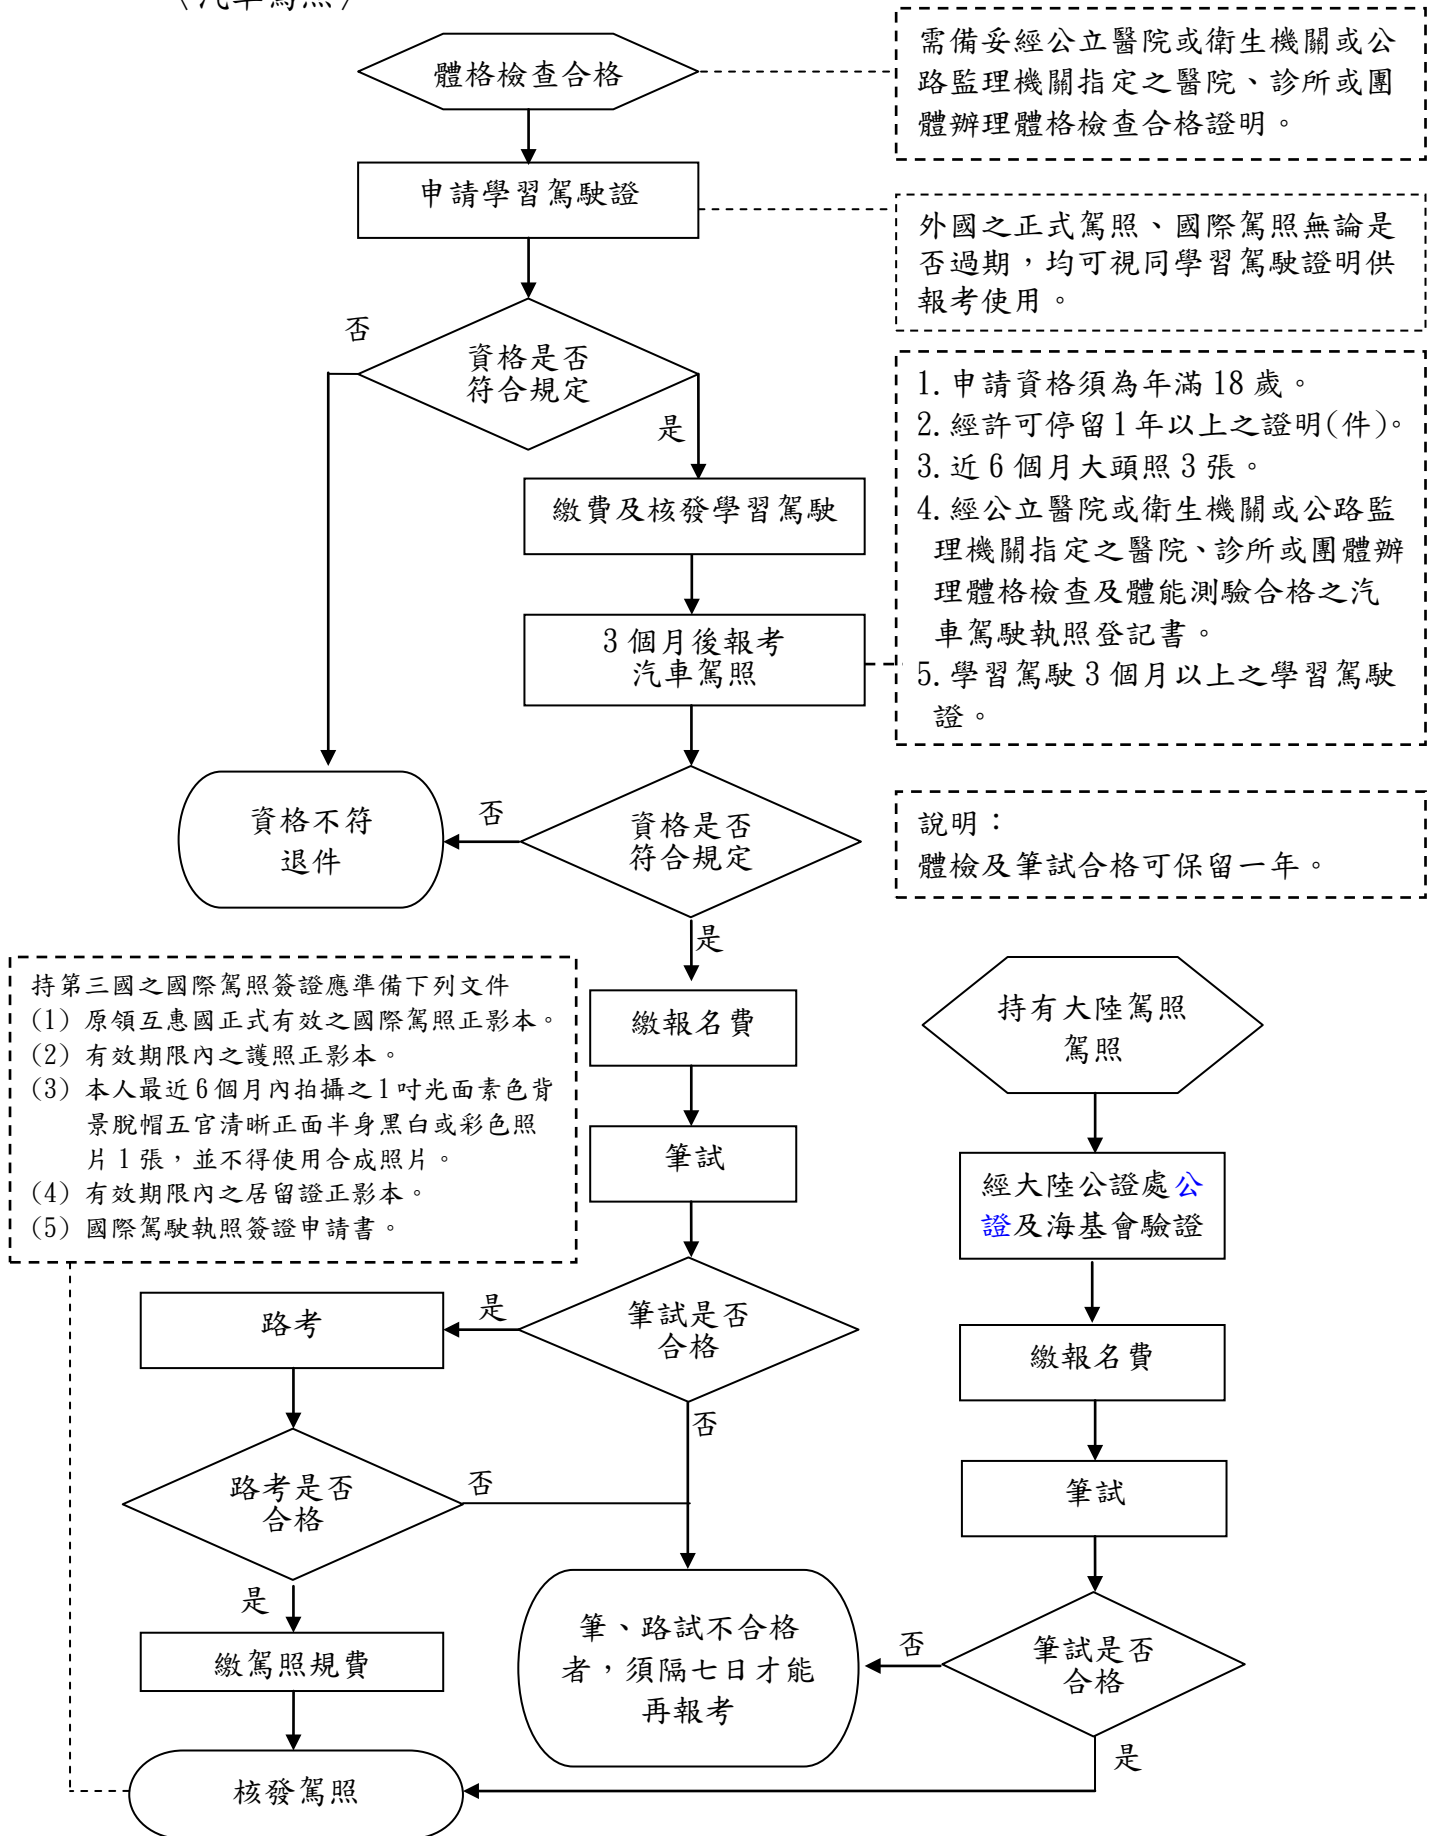 （汽車駕照）
體格檢查合格
需備妥經公立醫院或衛生機關或公
路監理機關指定之醫院、診所或團
體辦理體格檢查合格證明。
申請學習駕駛證
外國之正式駕照、國際駕照無論是
否過期，均可視同學習駕駛證明供
報考使用。
否
資格是否
符合規定
是
1.申請資格須為年滿 18 歲。
2.經許可停留 1 年以上之證明(件)。
3.近 6 個月大頭照 3 張。
4.經公立醫院或衛生機關或公路監
理機關指定之醫院、診所或團體辦
理體格檢查及體能測驗合格之汽
車駕駛執照登記書。
5.學習駕駛 3 個月以上之學習駕駛
證。
繳費及核發學習駕駛
3 個月後報考
汽車駕照
資格不符
退件
否
資格是否
符合規定
是
說明：
體檢及筆試合格可保留一年。
持第三國之國際駕照簽證應準備下列文件
(1) 原領互惠國正式有效之國際駕照正影本。
(2) 有效期限內之護照正影本。
(3) 本人最近 6 個月內拍攝之 1 吋光面素色背
景脫帽五官清晰正面半身黑白或彩色照
片 1 張，並不得使用合成照片。
(4) 有效期限內之居留證正影本。
(5) 國際駕駛執照簽證申請書。
繳報名費
筆試
持有大陸駕照
駕照
經大陸公證處公
證及海基會驗證
路考
是
筆試是否
合格
否
繳報名費
筆試
路考是否
合格
否
是
繳駕照規費
筆、路試不合格
者，須隔七日才能
再報考
否
筆試是否
合格
是
核發駕照